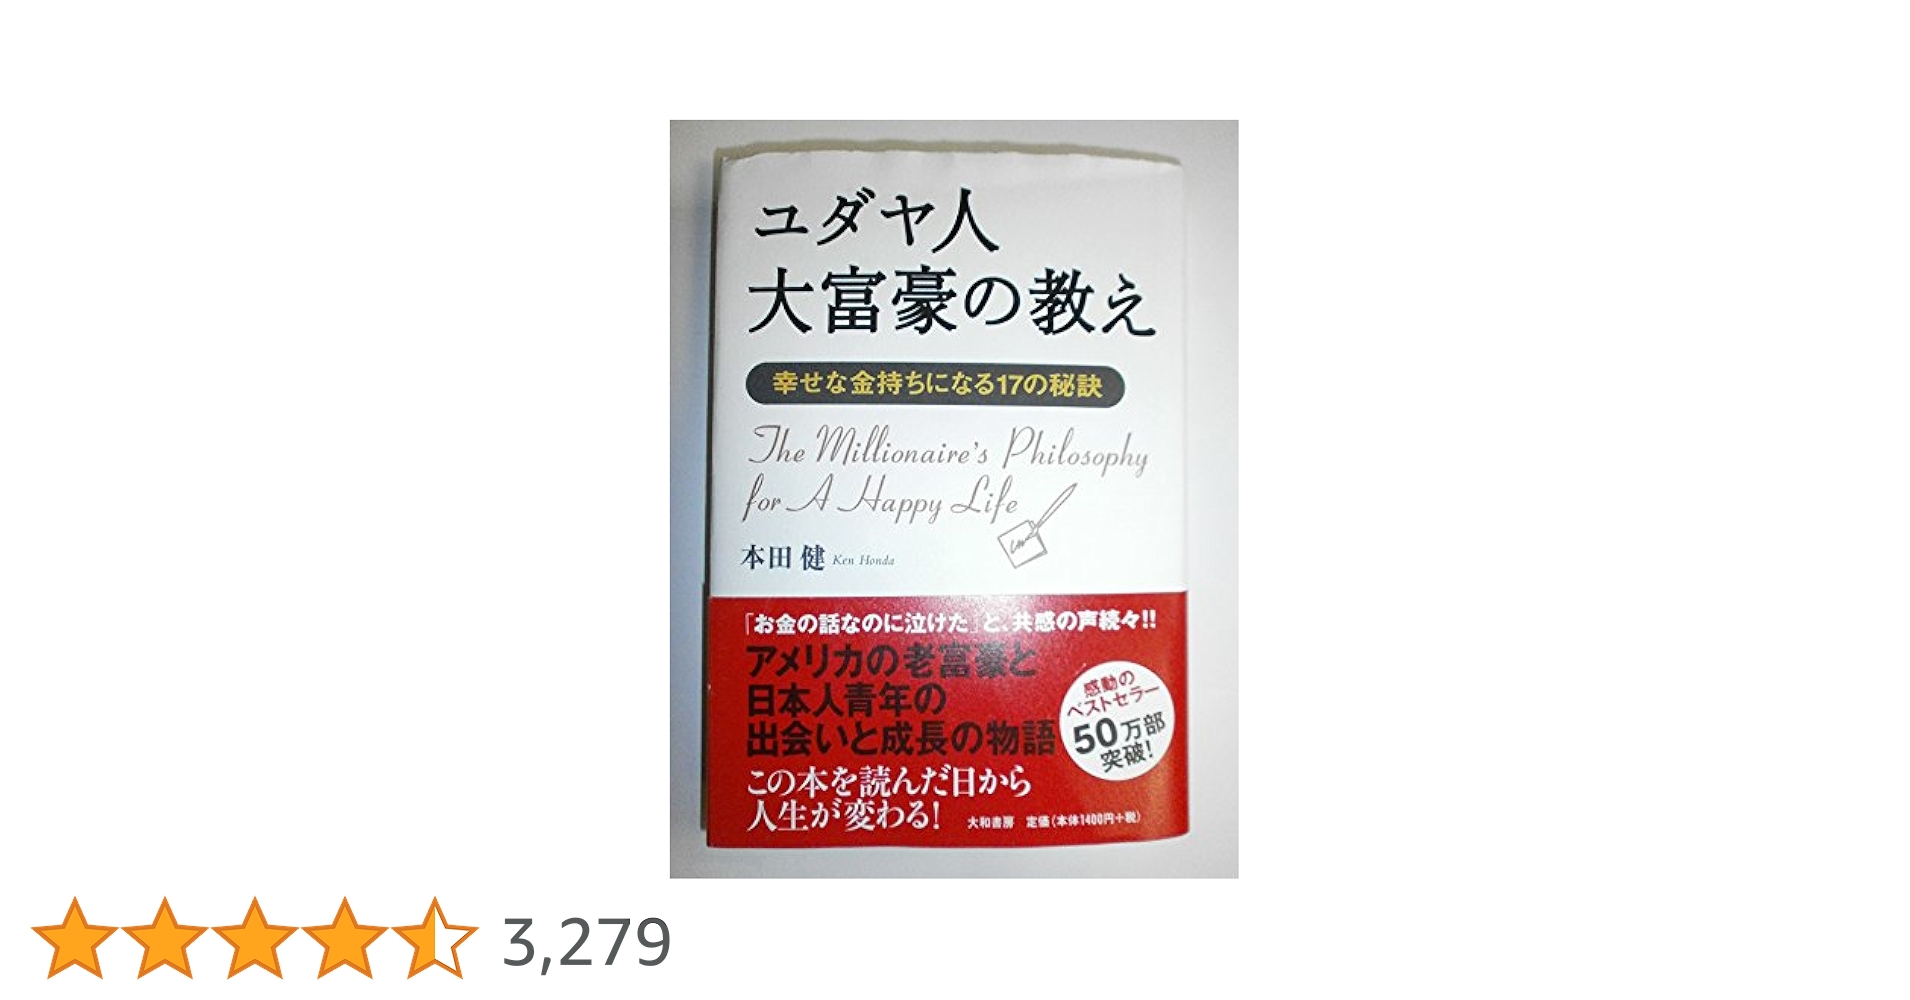 ユダヤ人
大富豪の教え
幸せな金持ちになる17の秘訣
The Millionaire's Philosophy
for A Happy Life
本田 健 Ken Honda
「お金の話なのに泣けた」と、共感の声続々!!
アメリカの老富豪と
日本人青年の
出会いと成長の物語
感動の
ベストセラー
50万部
突破!
この本を読んだ日から
人生が変わる!
大和書房 定価(本体1400円+税)
3,279